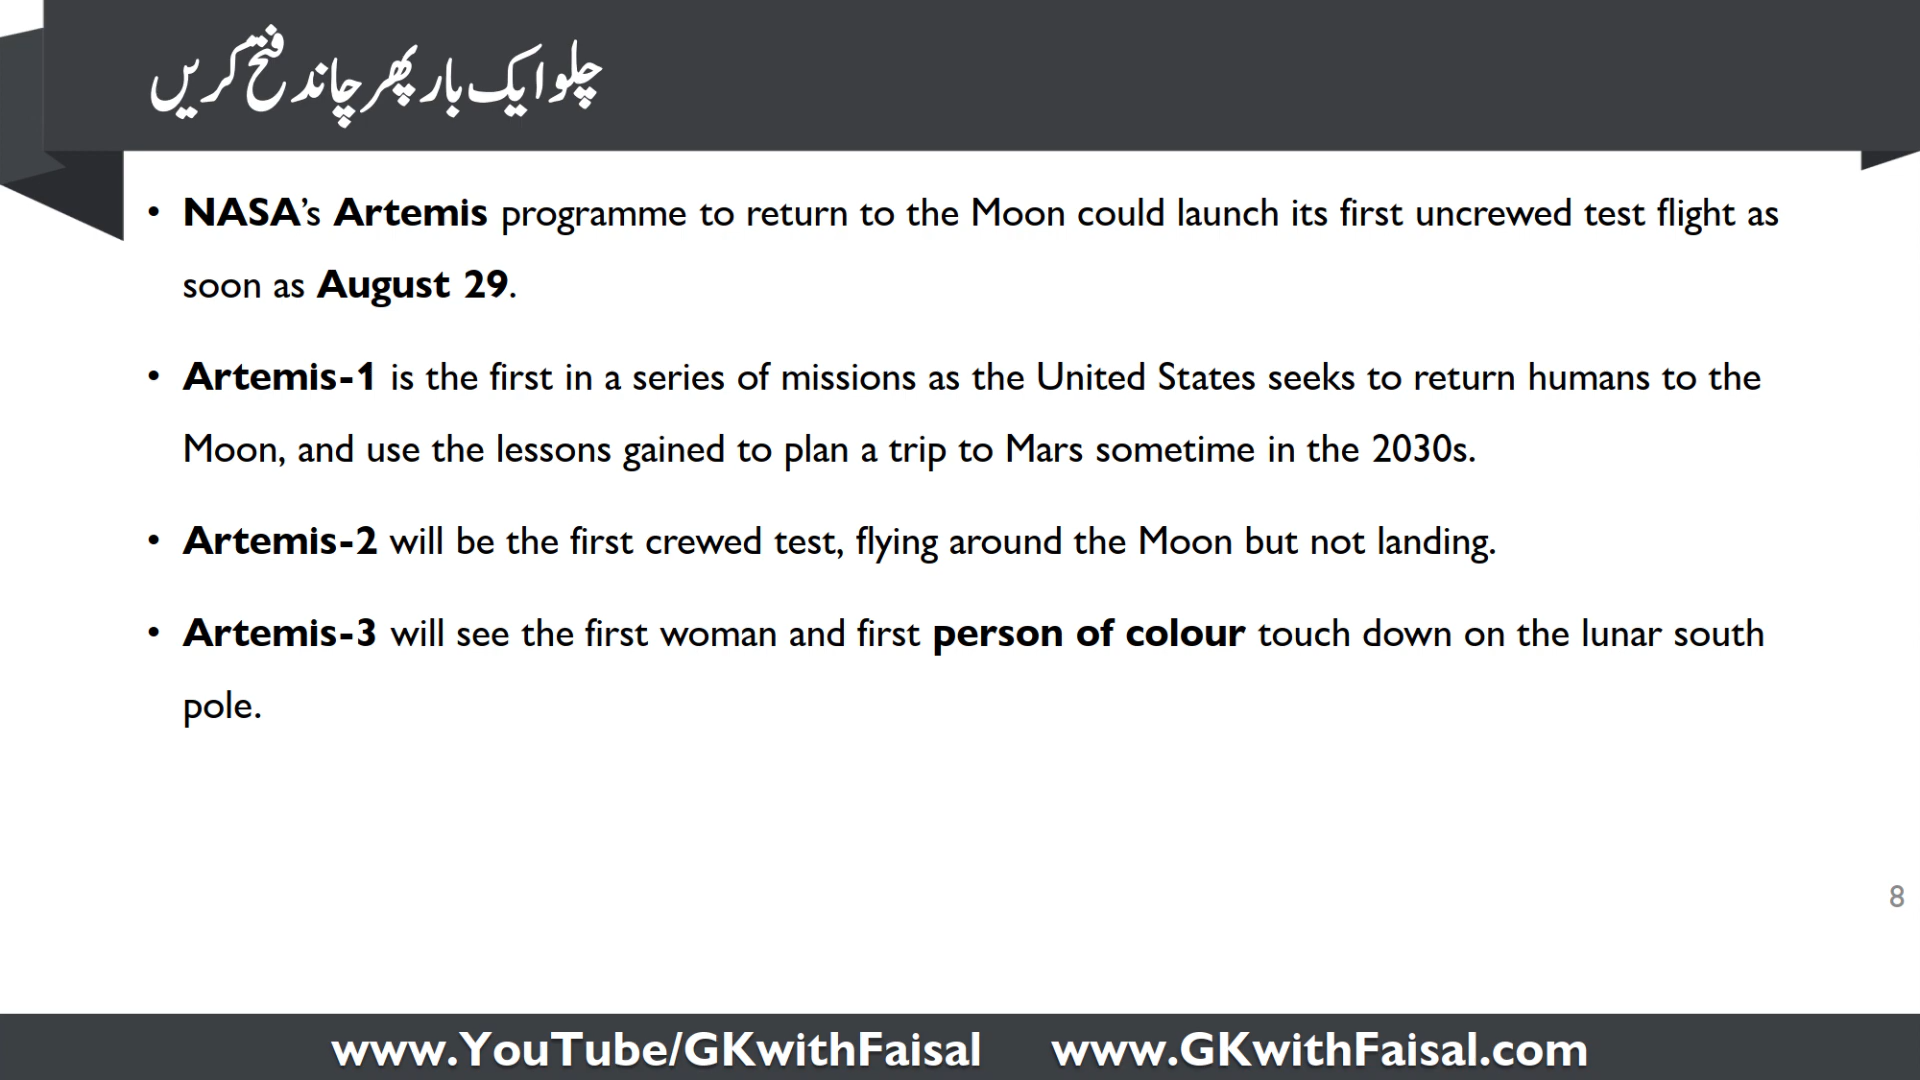 چلو ایک بار پھر چاند فتح کریں
• NASA’s Artemis programme to return to the Moon could launch its first uncrewed test flight as
soon as August 29.
• Artemis-1 is the first in a series of missions as the United States seeks to return humans to the
Moon, and use the lessons gained to plan a trip to Mars sometime in the 2030s.
• Artemis-2 will be the first crewed test, flying around the Moon but not landing.
• Artemis-3 will see the first woman and first person of colour touch down on the lunar south
pole.
8
www.YouTube/GKwithFaisal www.GKwithFaisal.com